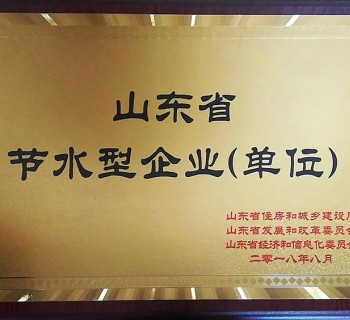 山东省
节水型企业(单位)
山东省住房和城乡建设厅
山东省发展和改革委员会
山东省经济和信息化委员会
二零一八年八月